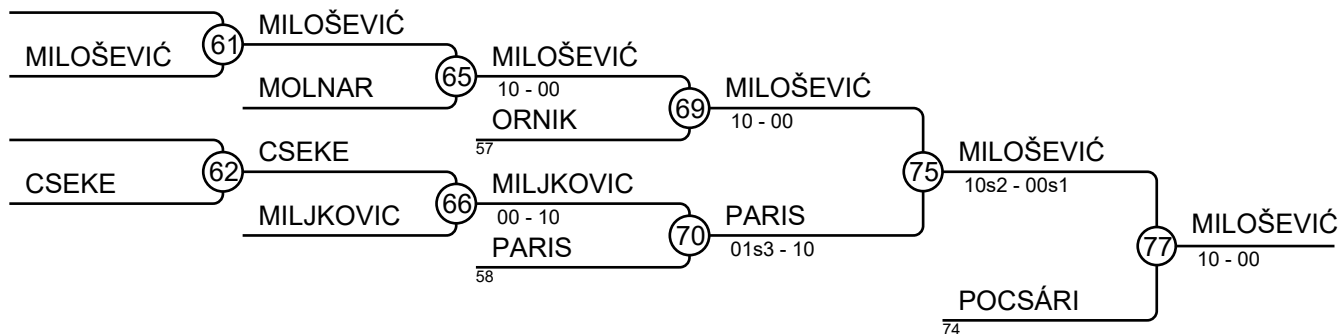 MILOŠEVIĆ
61
MILOŠEVIĆ
MOLNAR
65
MILOŠEVIĆ
10 - 00
ORNIK
57
69
MILOŠEVIĆ
10 - 00
CSEKE
62
CSEKE
MILJKOVIC
66
MILJKOVIC
00 - 10
PARIS
58
70
PARIS
01s3 - 10
75
MILOŠEVIĆ
10s2 - 00s1
POCSÁRI
74
77
MILOŠEVIĆ
10 - 00